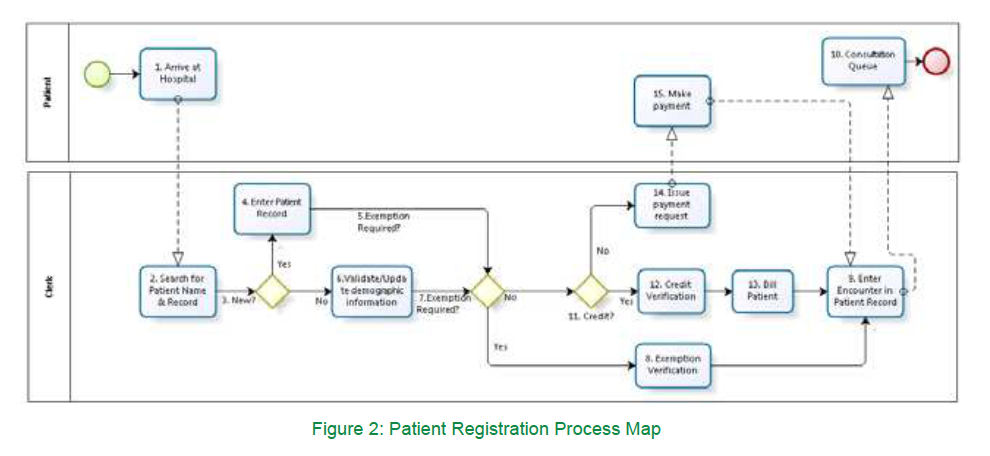 Patient
1. Arrive at
Hospital
10. Consultation
Queue
15. Make
payment
Clerk
4. Enter Patient
Record
5.Exemption
Required?
14. Issue
payment
request
Yes
No
2. Search for
Patient Name
& Record
3. New?
No
6.Validate/Upda
te demographic
information
7.Exemption
Required?
No
11. Credit?
Yes
12. Credit
Verification
13. Bill
Patient
9. Enter
Encounter in
Patient Record
Yes
8. Exemption
Verification
Figure 2: Patient Registration Process Map